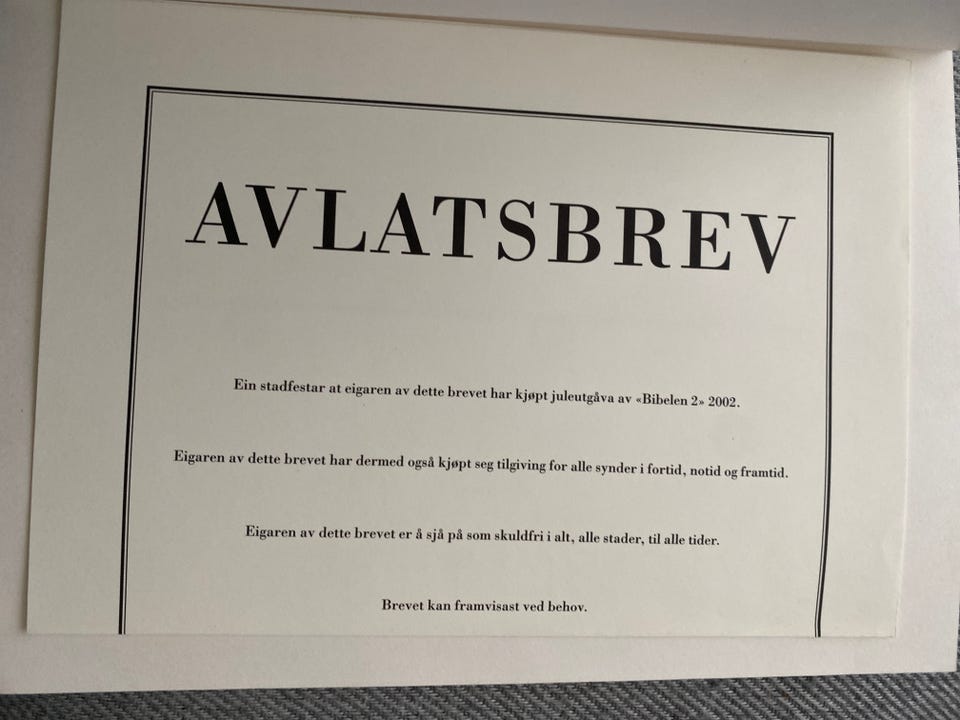 AVLATSBREV
Ein stadfestar at eigaren av dette brevet har kjøpt juleutgåva av «Bibelen 2» 2002.
Eigaren av dette brevet har dermed også kjøpt seg tilgiving for alle synder i fortid, notid og framtid.
Eigaren av dette brevet er å sjå på som skuldfri i alt, alle stader, til alle tider.
Brevet kan framvisast ved behov.